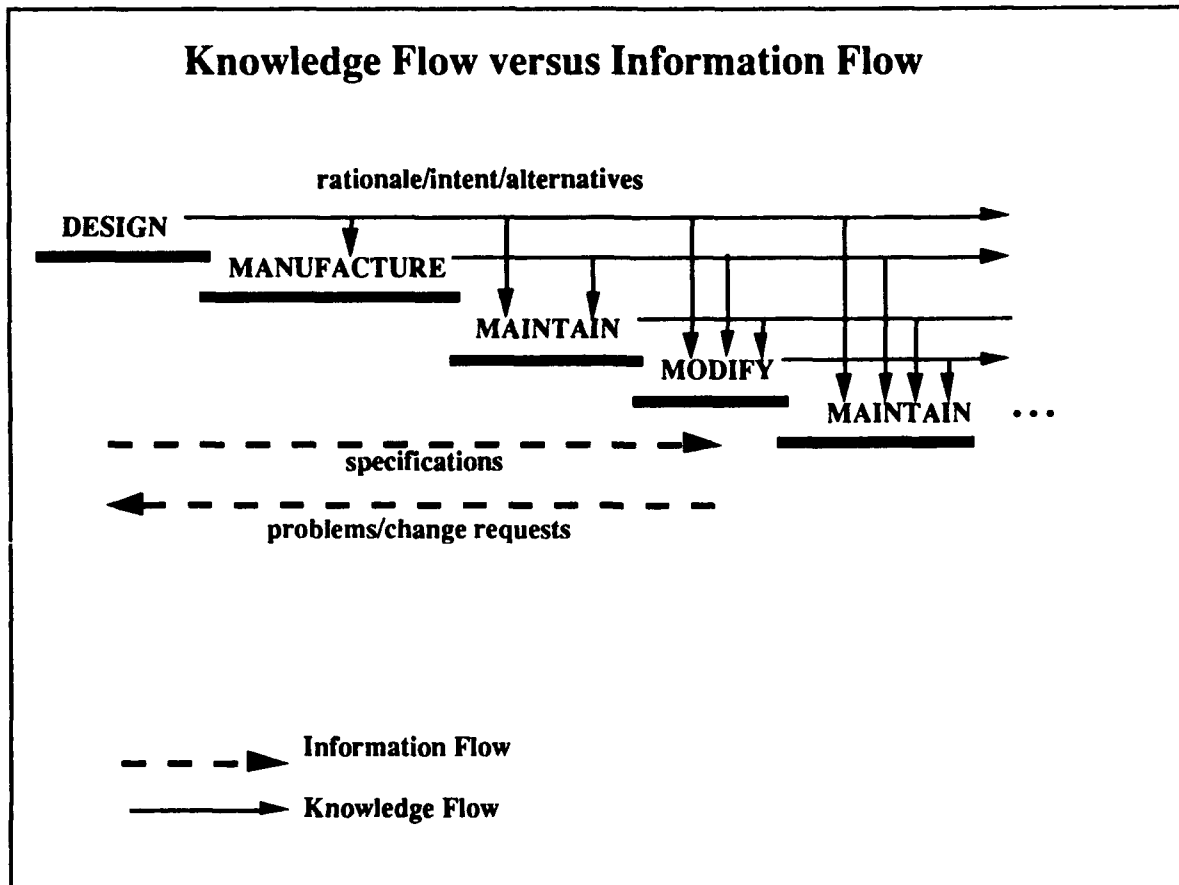 Knowledge Flow versus Information Flow
rationale/intent/alternatives
DESIGN
MANUFACTURE
MAINTAIN
MODIFY
MAINTAIN ...
specifications
problems/change requests
Information Flow
Knowledge Flow